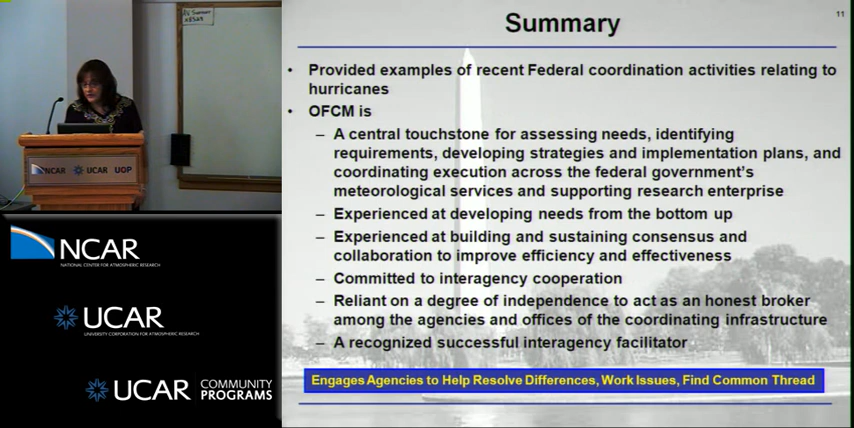 AV Support
x8523
NCAR
UCAR
UOP
NCAR
NATIONAL CENTER FOR ATMOSPHERIC RESEARCH
UCAR
UNIVERSITY CORPORATION FOR ATMOSPHERIC RESEARCH
UCAR
COMMUNITY
PROGRAMS
11
Summary
• Provided examples of recent Federal coordination activities relating to
hurricanes
• OFCM is
– A central touchstone for assessing needs, identifying
requirements, developing strategies and implementation plans, and
coordinating execution across the federal government's
meteorological services and supporting research enterprise
– Experienced at developing needs from the bottom up
– Experienced at building and sustaining consensus and
collaboration to improve efficiency and effectiveness
– Committed to interagency cooperation
– Reliant on a degree of independence to act as an honest broker
among the agencies and offices of the coordinating infrastructure
– A recognized successful interagency facilitator
Engages Agencies to Help Resolve Differences, Work Issues, Find Common Thread